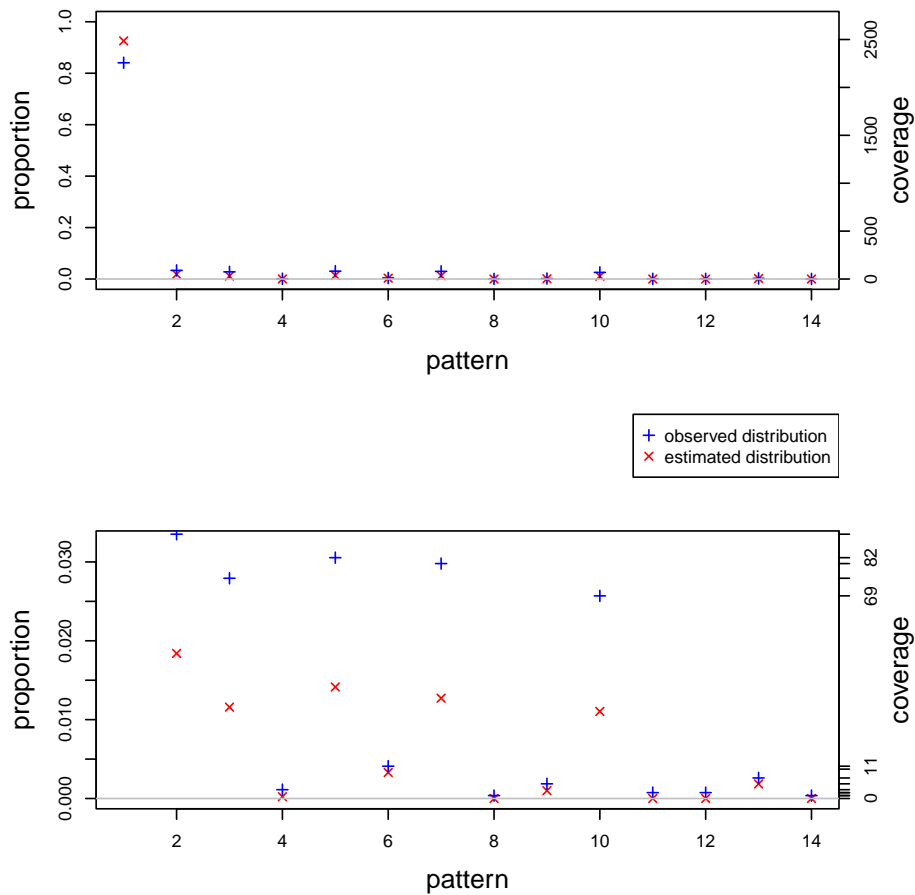 1.0
0.8
0.6
0.4
0.2
0.0
proportion
2500
1500
500
0
coverage
2 4 6 8 10 12 14
pattern
observed distribution
estimated distribution
0.030
0.020
0.010
0.000
proportion
82
69
11
0
coverage
2 4 6 8 10 12 14
pattern